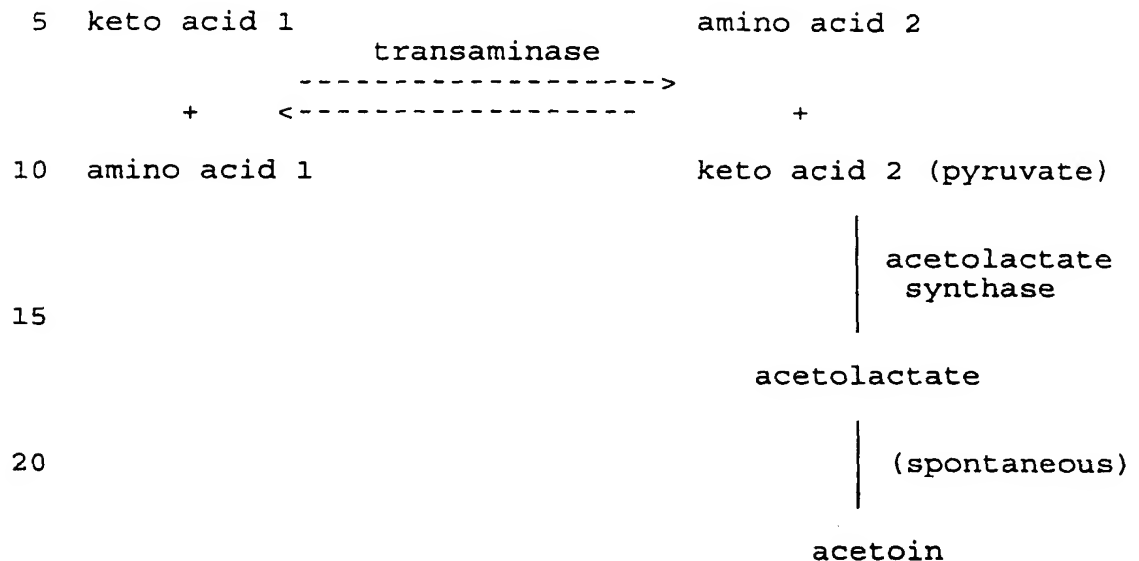 5 keto acid 1 amino acid 2
transaminase
------------------->
+ <------------------- +
10 amino acid 1 keto acid 2 (pyruvate)
acetolactate
synthase
15
acetolactate
20 (spontaneous)
acetoin